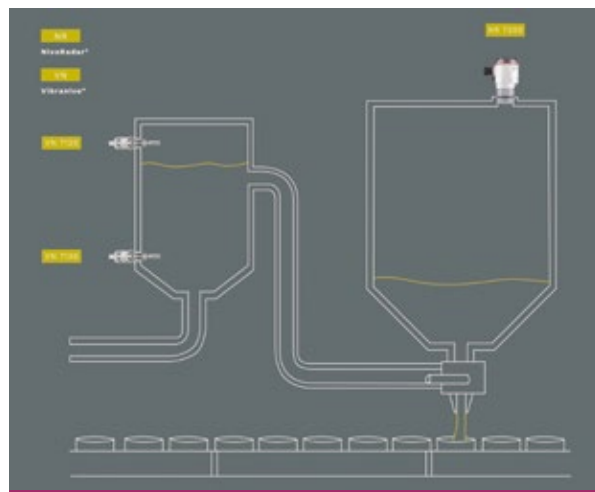 NR
NivoRadar®
VN
Vibranivo®
NR 7000
VN 7000
VN 7000